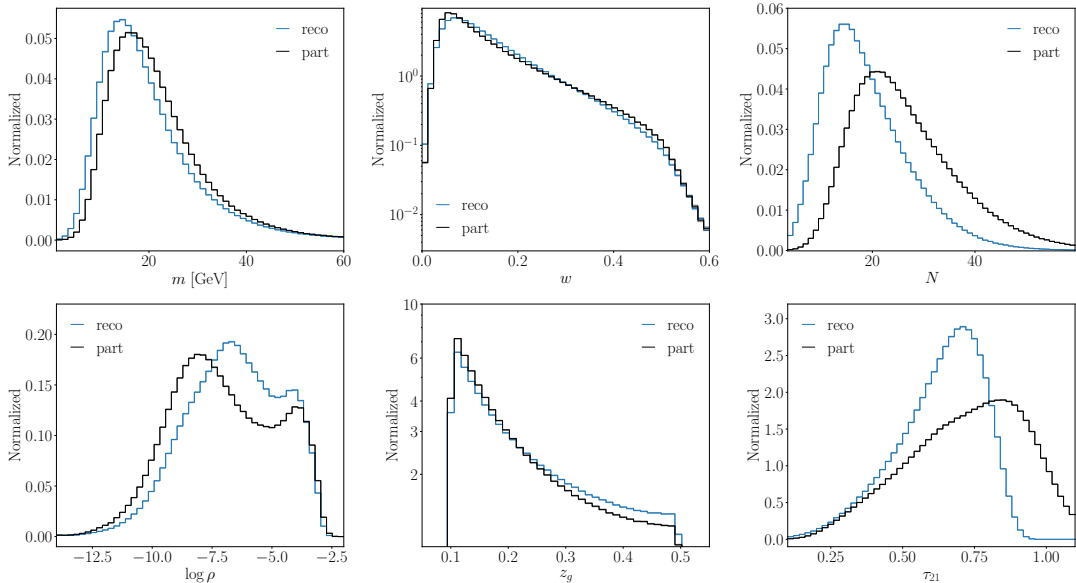 0.05
0.04
0.03
0.02
0.01
0.00
Normalized
reco
part
20
40
60
m [GeV]
10⁰
10⁻¹
10⁻²
Normalized
reco
part
0.0
0.2
0.4
0.6
w
0.06
0.05
0.04
0.03
0.02
0.01
0.00
Normalized
reco
part
20
40
N
0.20
0.15
0.10
0.05
0.00
Normalized
reco
part
−12.5
−10.0
−7.5
−5.0
−2.5
log ρ
10
6
4
3
2
Normalized
reco
part
0.1
0.2
0.3
0.4
0.5
z_g
3.0
2.5
2.0
1.5
1.0
0.5
0.0
Normalized
reco
part
0.25
0.50
0.75
1.00
τ₂₁